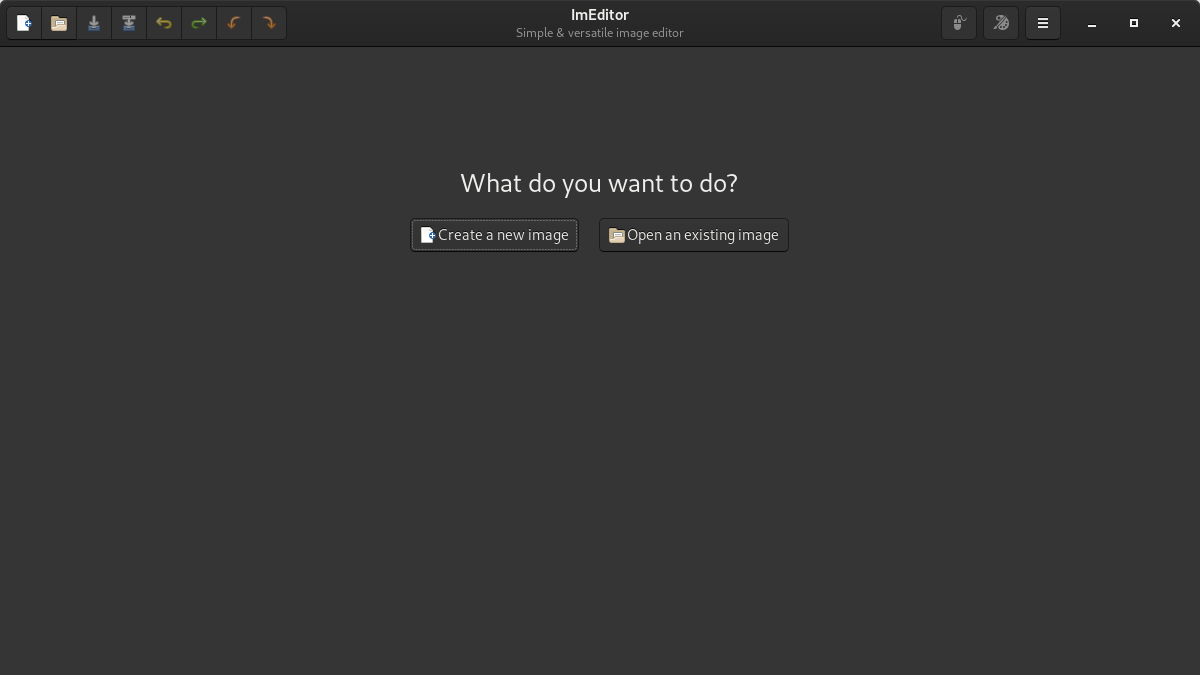 ImEditor
Simple & versatile image editor
What do you want to do?
Create a new image
Open an existing image